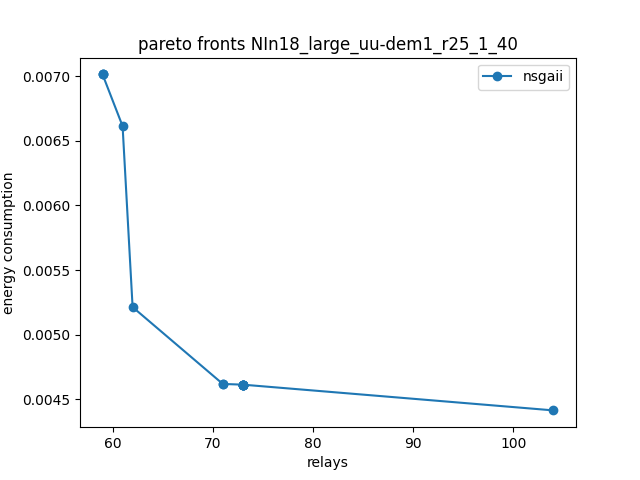 pareto fronts NIn18_large_uu-dem1_r25_1_40
nsgaii
0.0070
0.0065
0.0060
0.0055
0.0050
0.0045
energy consumption
60 70 80 90 100
relays